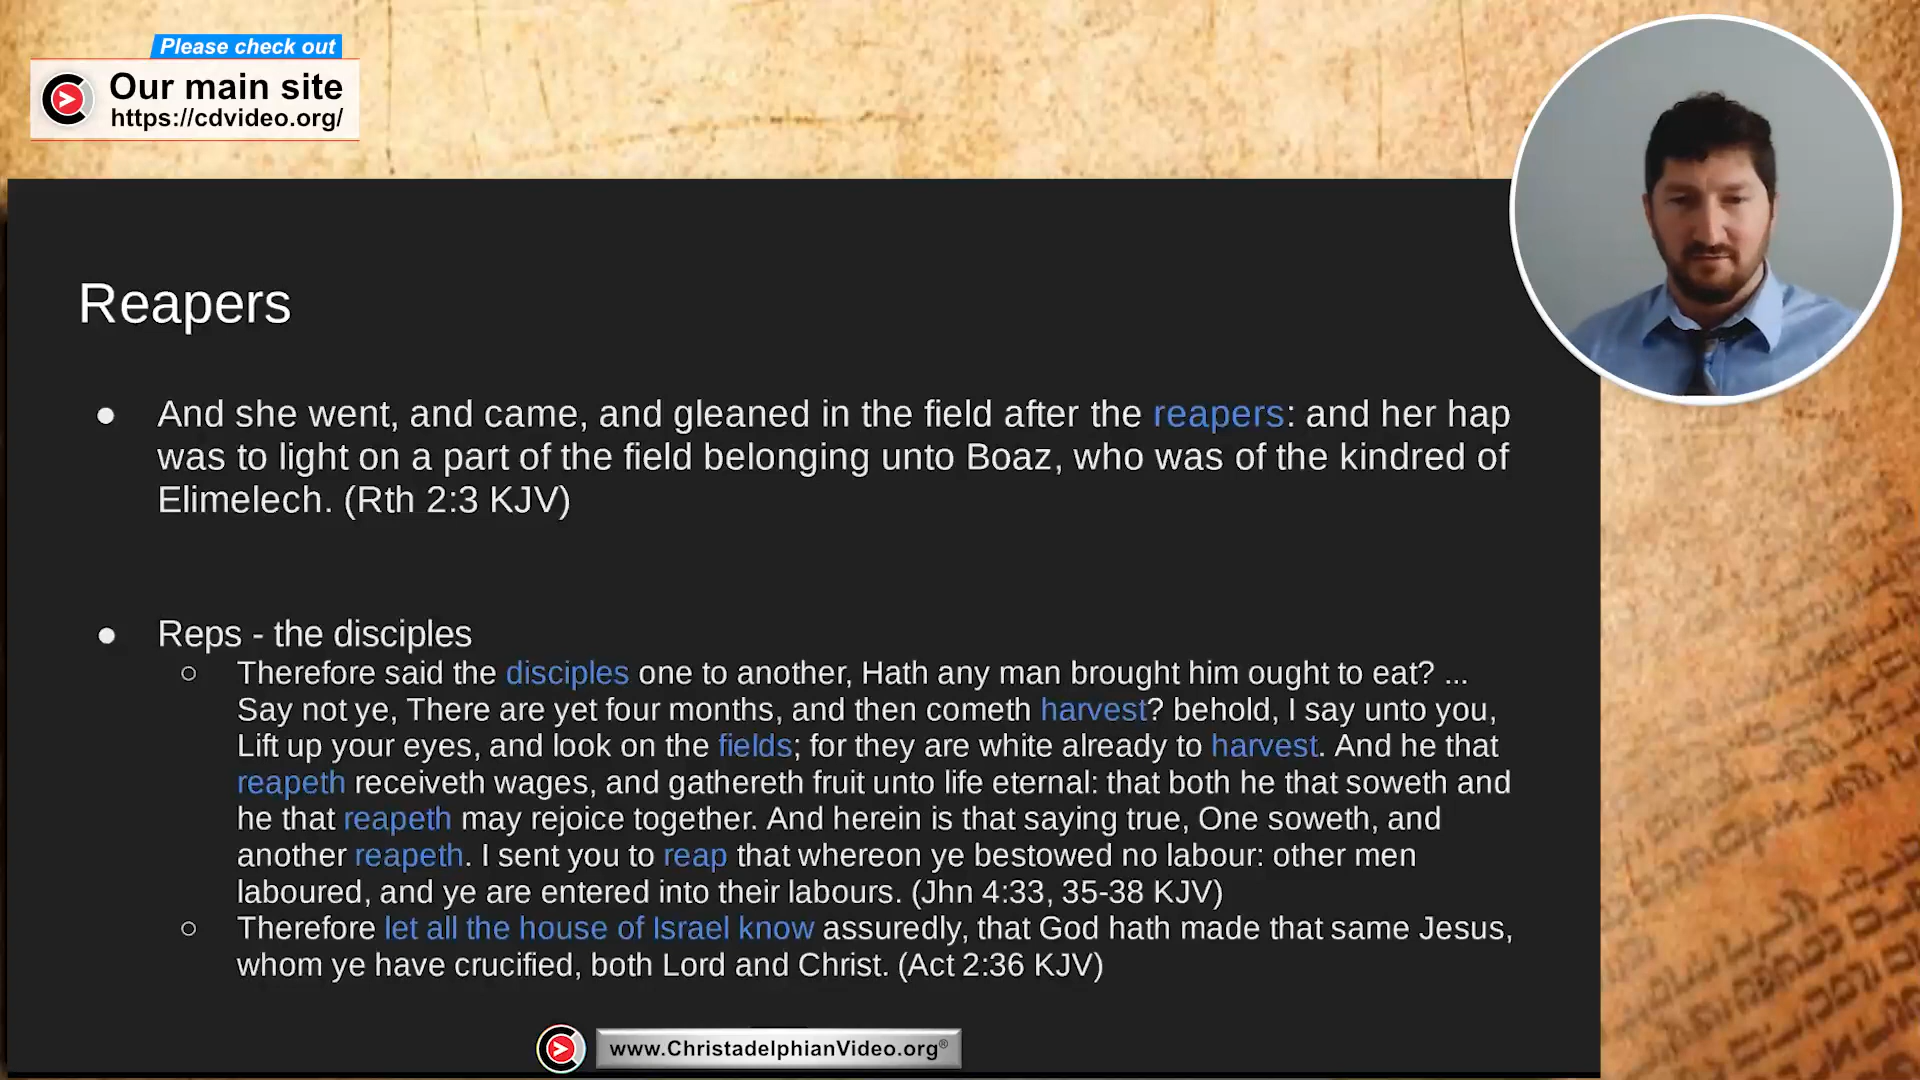 Please check out
Our main site
https://cdvideo.org/
Reapers
● And she went, and came, and gleaned in the field after the reapers: and her hap
was to light on a part of the field belonging unto Boaz, who was of the kindred of
Elimelech. (Rth 2:3 KJV)
● Reps - the disciples
○ Therefore said the disciples one to another, Hath any man brought him ought to eat? ...
Say not ye, There are yet four months, and then cometh harvest? behold, I say unto you,
Lift up your eyes, and look on the fields; for they are white already to harvest. And he that
reapeth receiveth wages, and gathereth fruit unto life eternal: that both he that soweth and
he that reapeth may rejoice together. And herein is that saying true, One soweth, and
another reapeth. I sent you to reap that whereon ye bestowed no labour: other men
laboured, and ye are entered into their labours. (Jhn 4:33, 35-38 KJV)
○ Therefore let all the house of Israel know assuredly, that God hath made that same Jesus,
whom ye have crucified, both Lord and Christ. (Act 2:36 KJV)
www.ChristadelphianVideo.org®